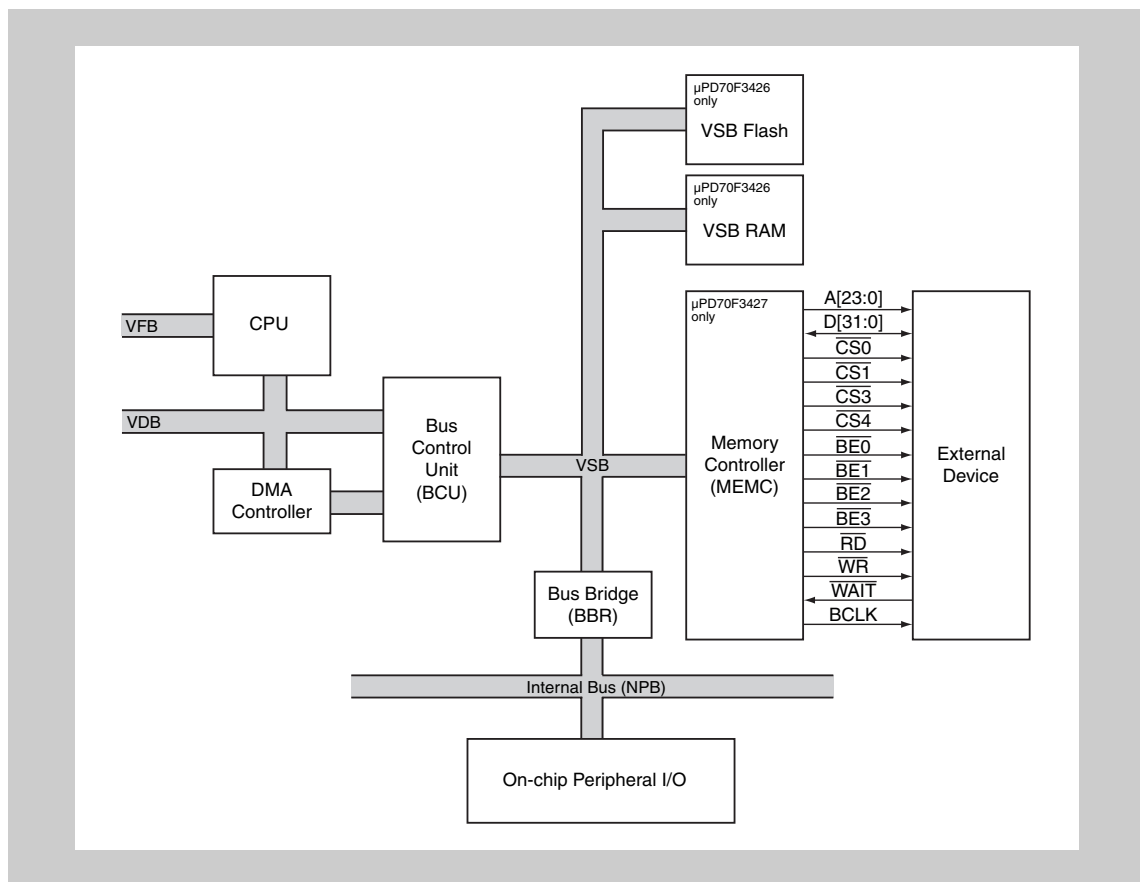 µPD70F3426
only
VSB Flash
µPD70F3426
only
VSB RAM
CPU
VFB
VDB
DMA
Controller
Bus
Control
Unit
(BCU)
VSB
µPD70F3427
only
Memory
Controller
(MEMC)
A[23:0]
D[31:0]
CS0
CS1
CS3
CS4
BE0
BE1
BE2
BE3
RD
WR
WAIT
BCLK
External
Device
Bus Bridge
(BBR)
Internal Bus (NPB)
On-chip Peripheral I/O